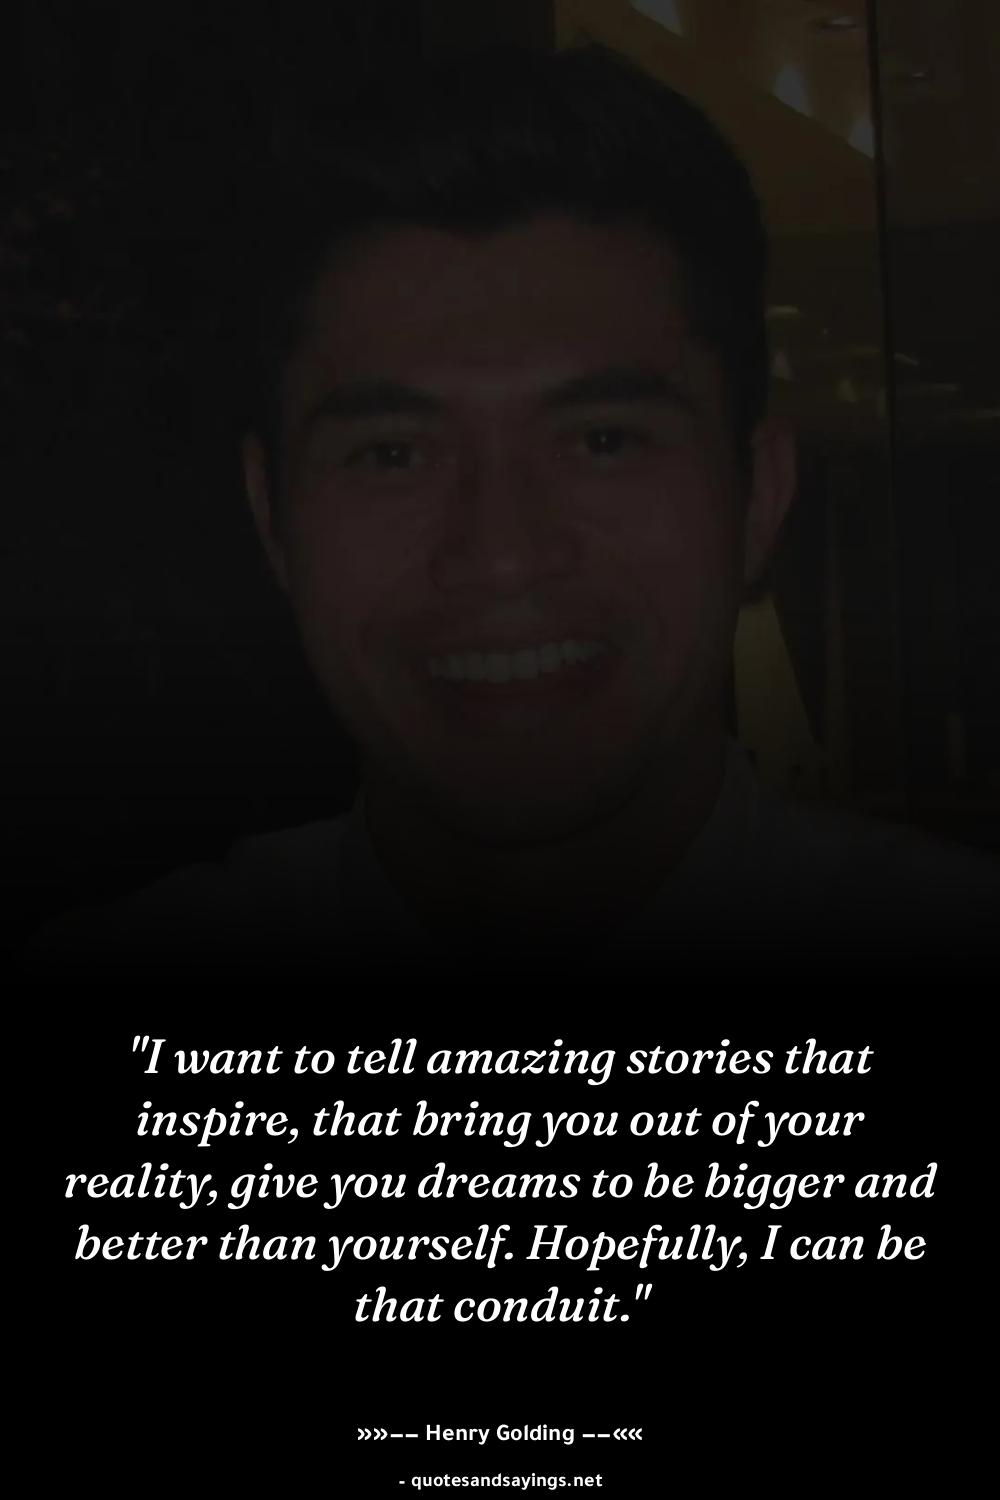 "I want to tell amazing stories that
inspire, that bring you out of your
reality, give you dreams to be bigger and
better than yourself. Hopefully, I can be
that conduit."
»»−− Henry Golding −−««
- quotesandsayings.net